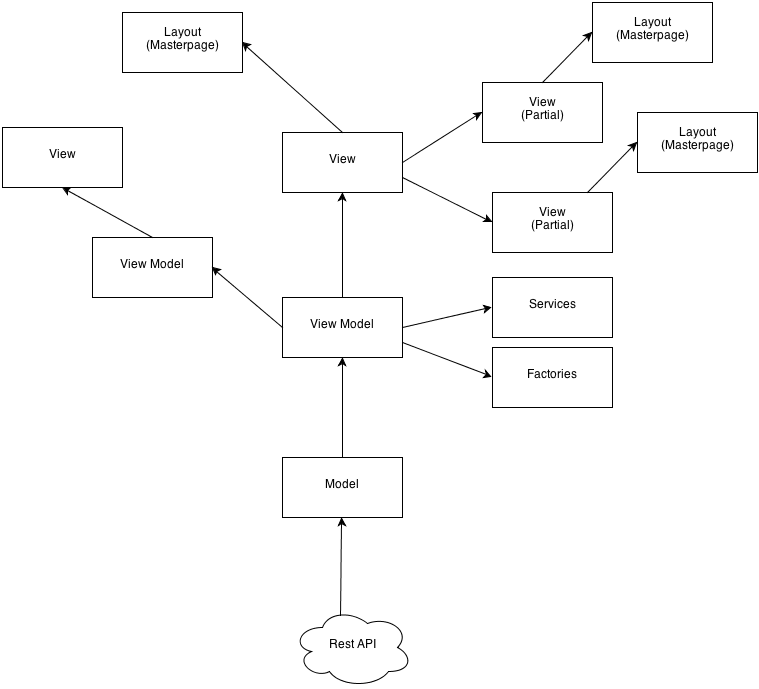 Layout
(Masterpage)
Layout
(Masterpage)
View
(Partial)
Layout
(Masterpage)
View
View
View
(Partial)
View Model
Services
View Model
Factories
Model
Rest API